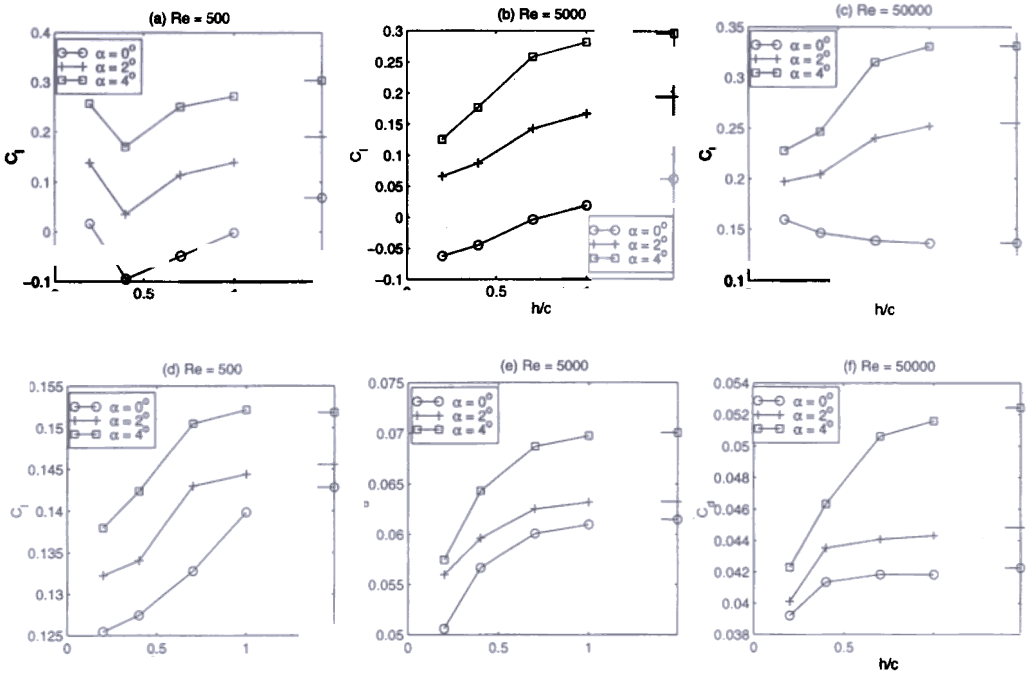 (a) Re = 500
0.4
0.3
0.2
0.1
0
−0.1
0.5
1
C_l
α = 0°
α = 2°
α = 4°
(b) Re = 5000
0.3
0.25
0.2
0.15
0.1
0.05
0
−0.05
−0.1
0.5
1
C_l
h/c
α = 0°
α = 2°
α = 4°
(c) Re = 50000
0.35
0.3
0.25
0.2
0.15
0.1
C_l
h/c
α = 0°
α = 2°
α = 4°
(d) Re = 500
0.155
0.15
0.145
0.14
0.135
0.13
0.125
0
0.5
1
C_l
α = 0°
α = 2°
α = 4°
(e) Re = 5000
0.075
0.07
0.065
0.06
0.055
0.05
0
0.5
1
α = 0°
α = 2°
α = 4°
(f) Re = 50000
0.054
0.052
0.05
0.048
0.046
0.044
0.042
0.04
0.038
0
0.5
C_d
h/c
α = 0°
α = 2°
α = 4°